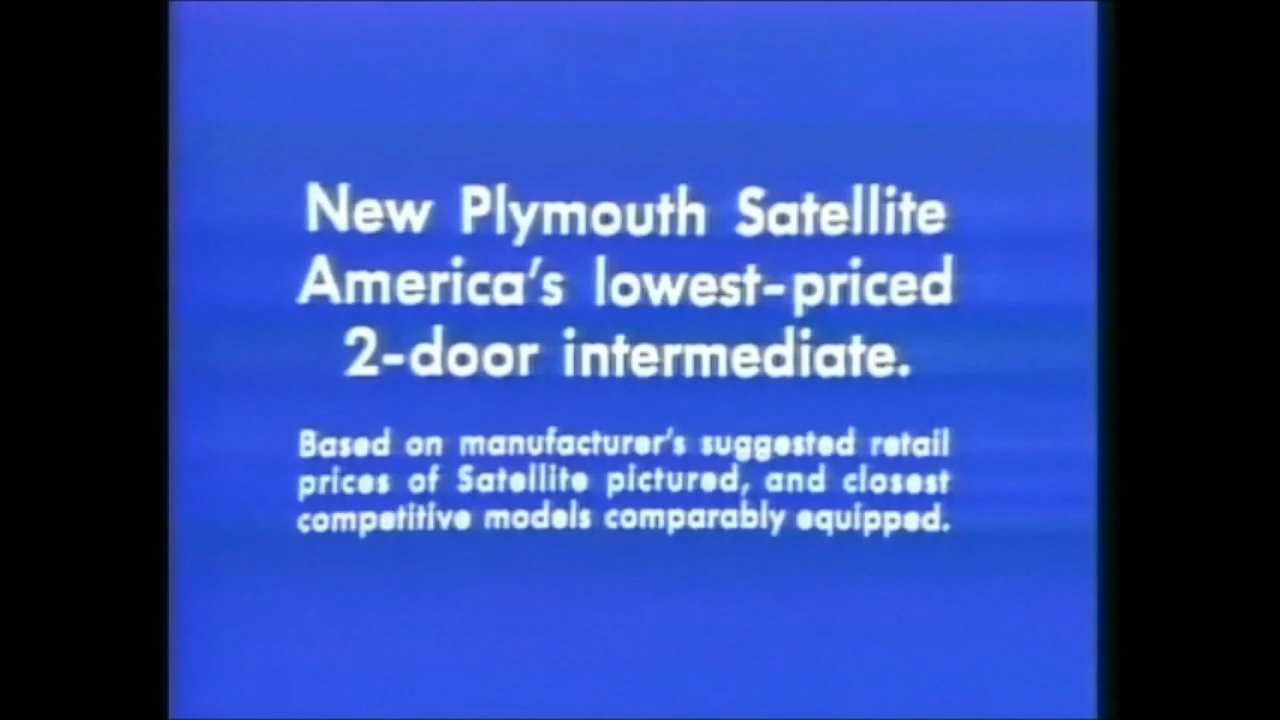 New Plymouth Satellite
America's lowest-priced
2-door intermediate.
Based on manufacturer's suggested retail
prices of Satellite pictured, and closest
competitive models comparably equipped.